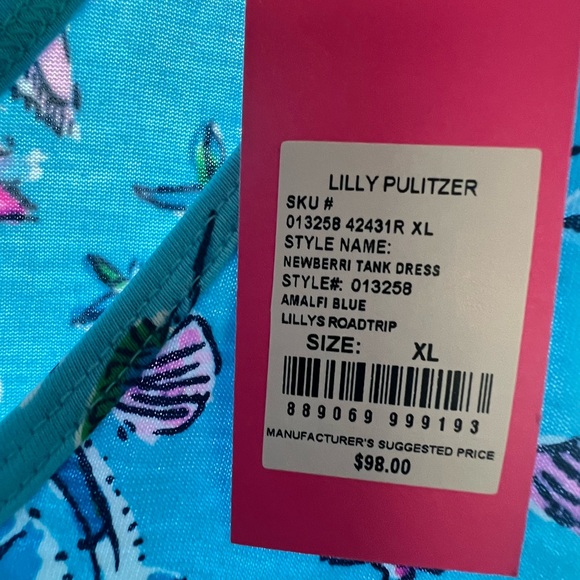 LILLY PULITZER
SKU #
013258 42431R XL
STYLE NAME:
NEWBERRI TANK DRESS
STYLE#: 013258
AMALFI BLUE
LILLYS ROADTRIP
SIZE: XL
889069 999193
MANUFACTURER'S SUGGESTED PRICE
$98.00